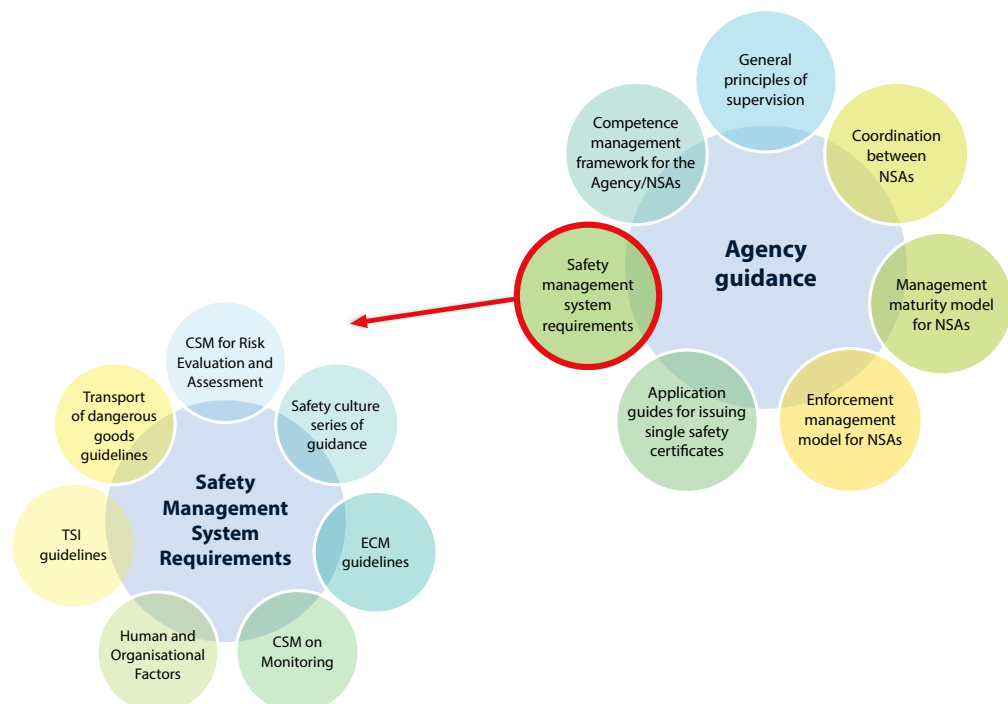 General
principles of
supervision
Competence
management
framework for the
Agency/NSAs
Coordination
between
NSAs
Agency
guidance
Safety
management
system
requirements
Management
maturity model
for NSAs
Application
guides for issuing
single safety
certificates
Enforcement
management
model for NSAs
CSM for Risk
Evaluation and
Assessment
Transport
of dangerous
goods
guidelines
Safety culture
series of
guidance
Safety
Management
System
Requirements
TSI
guidelines
ECM
guidelines
Human and
Organisational
Factors
CSM on
Monitoring